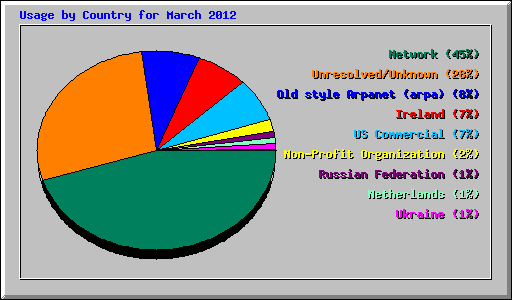 Usage by Country for March 2012
Network (45%)
Unresolved/Unknown (28%)
Old style Arpanet (arpa) (8%)
Ireland (7%)
US Commercial (7%)
Non-Profit Organization (2%)
Russian Federation (1%)
Netherlands (1%)
Ukraine (1%)